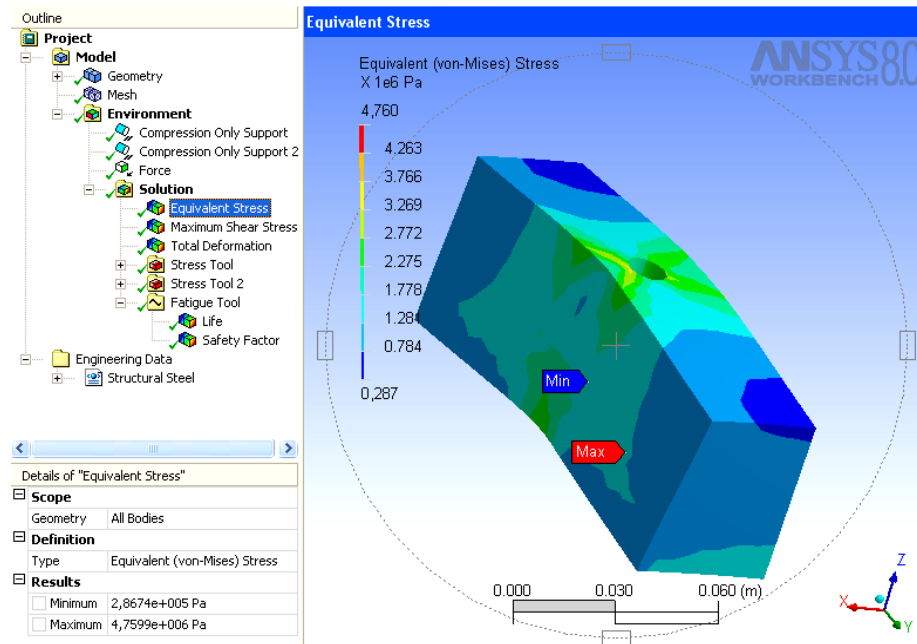 Outline
Project
Model
Geometry
Mesh
Environment
Compression Only Support
Compression Only Support 2
Force
Solution
Equivalent Stress
Maximum Shear Stress
Total Deformation
Stress Tool
Stress Tool 2
Fatigue Tool
Life
Safety Factor
Engineering Data
Structural Steel
Details of "Equivalent Stress"
Scope
Geometry All Bodies
Definition
Type Equivalent (von-Mises) Stress
Results
Minimum 2,8674e+005 Pa
Maximum 4,7599e+006 Pa
Equivalent Stress
ANSYS 8.0
WORKBENCH
Equivalent (von-Mises) Stress
X 1e6 Pa
4,760
4,263
3.766
3.269
2.772
2.275
1.778
1.284
0.784
0,287
Min
Max
0.000 0.030 0.060 (m)
Z
X
Y